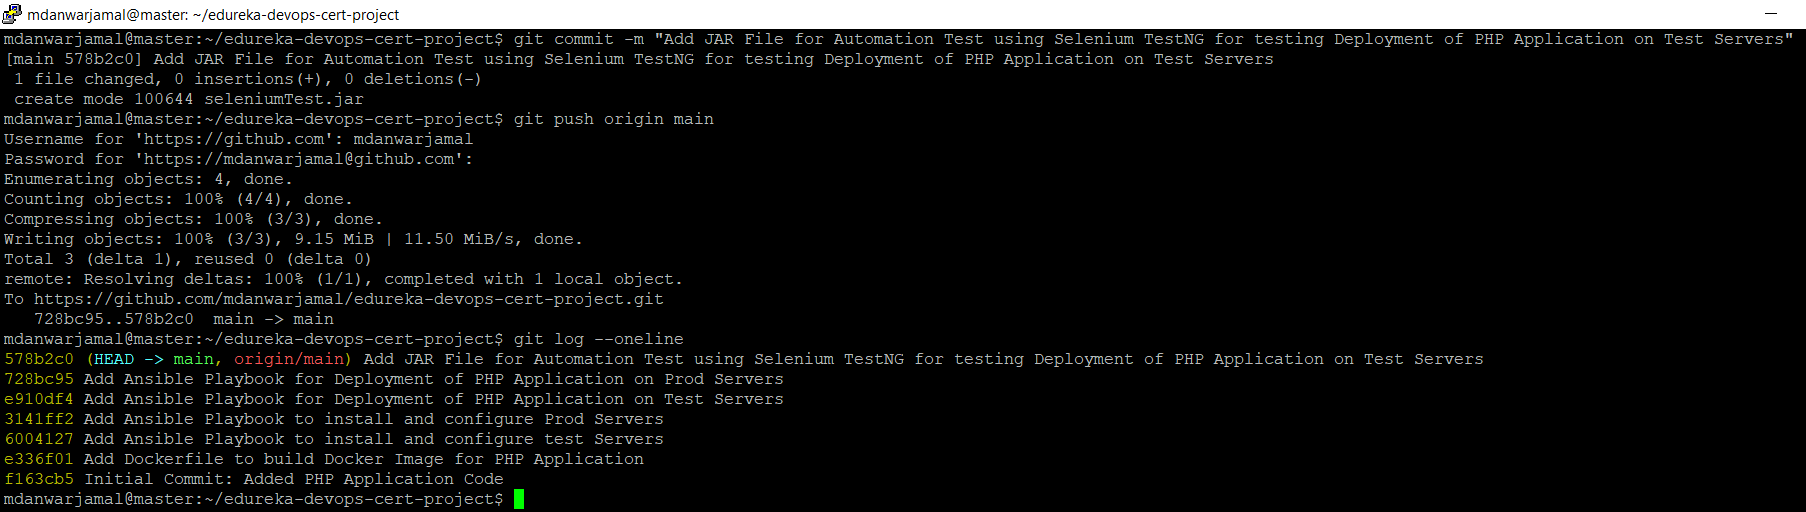 mdanwarjamal@master: ~/edureka-devops-cert-project
mdanwarjamal@master:~/edureka-devops-cert-project$ git commit -m "Add JAR File for Automation Test using Selenium TestNG for testing Deployment of PHP Application on Test Servers"
[main 578b2c0] Add JAR File for Automation Test using Selenium TestNG for testing Deployment of PHP Application on Test Servers
 1 file changed, 0 insertions(+), 0 deletions(-)
 create mode 100644 seleniumTest.jar
mdanwarjamal@master:~/edureka-devops-cert-project$ git push origin main
Username for 'https://github.com': mdanwarjamal
Password for 'https://mdanwarjamal@github.com':
Enumerating objects: 4, done.
Counting objects: 100% (4/4), done.
Compressing objects: 100% (3/3), done.
Writing objects: 100% (3/3), 9.15 MiB | 11.50 MiB/s, done.
Total 3 (delta 1), reused 0 (delta 0)
remote: Resolving deltas: 100% (1/1), completed with 1 local object.
To https://github.com/mdanwarjamal/edureka-devops-cert-project.git
   728bc95..578b2c0  main -> main
mdanwarjamal@master:~/edureka-devops-cert-project$ git log --oneline
578b2c0 (HEAD -> main, origin/main) Add JAR File for Automation Test using Selenium TestNG for testing Deployment of PHP Application on Test Servers
728bc95 Add Ansible Playbook for Deployment of PHP Application on Prod Servers
e910df4 Add Ansible Playbook for Deployment of PHP Application on Test Servers
3141ff2 Add Ansible Playbook to install and configure Prod Servers
6004127 Add Ansible Playbook to install and configure test Servers
e336f01 Add Dockerfile to build Docker Image for PHP Application
f163cb5 Initial Commit: Added PHP Application Code
mdanwarjamal@master:~/edureka-devops-cert-project$